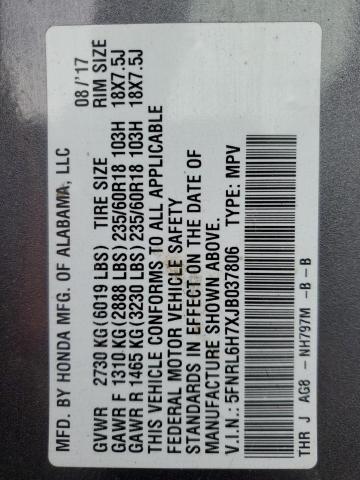 MFD. BY HONDA MFG. OF ALABAMA, LLC 08/'17
GVWR 2730 KG(6019 LBS) TIRE SIZE RIM SIZE
GAWR F 1310 KG(2888 LBS) 235/60R18 103H 18X7.5J
GAWR R 1465 KG(3230 LBS) 235/60R18 103H 18X7.5J
THIS VEHICLE CONFORMS TO ALL APPLICABLE
FEDERAL MOTOR VEHICLE SAFETY
STANDARDS IN EFFECT ON THE DATE OF
MANUFACTURE SHOWN ABOVE.
V.I.N.: 5FNRL6H7XJB037806 TYPE: MPV
THR J AG8 - NH797M -B - B